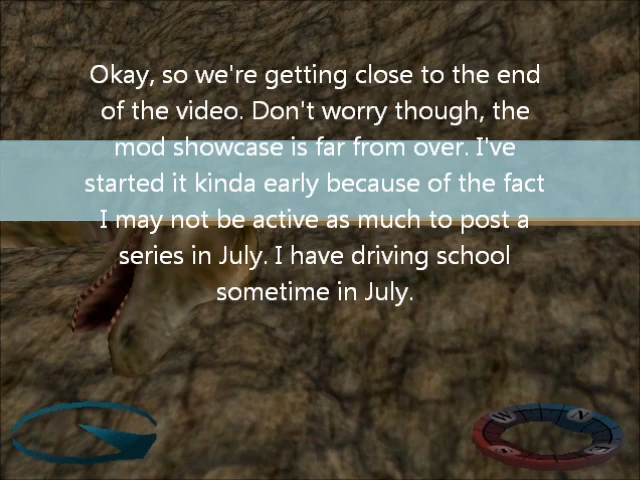 Okay, so we're getting close to the end
of the video. Don't worry though, the
mod showcase is far from over. I've
started it kinda early because of the fact
I may not be active as much to post a
series in July. I have driving school
sometime in July.
W N
S E